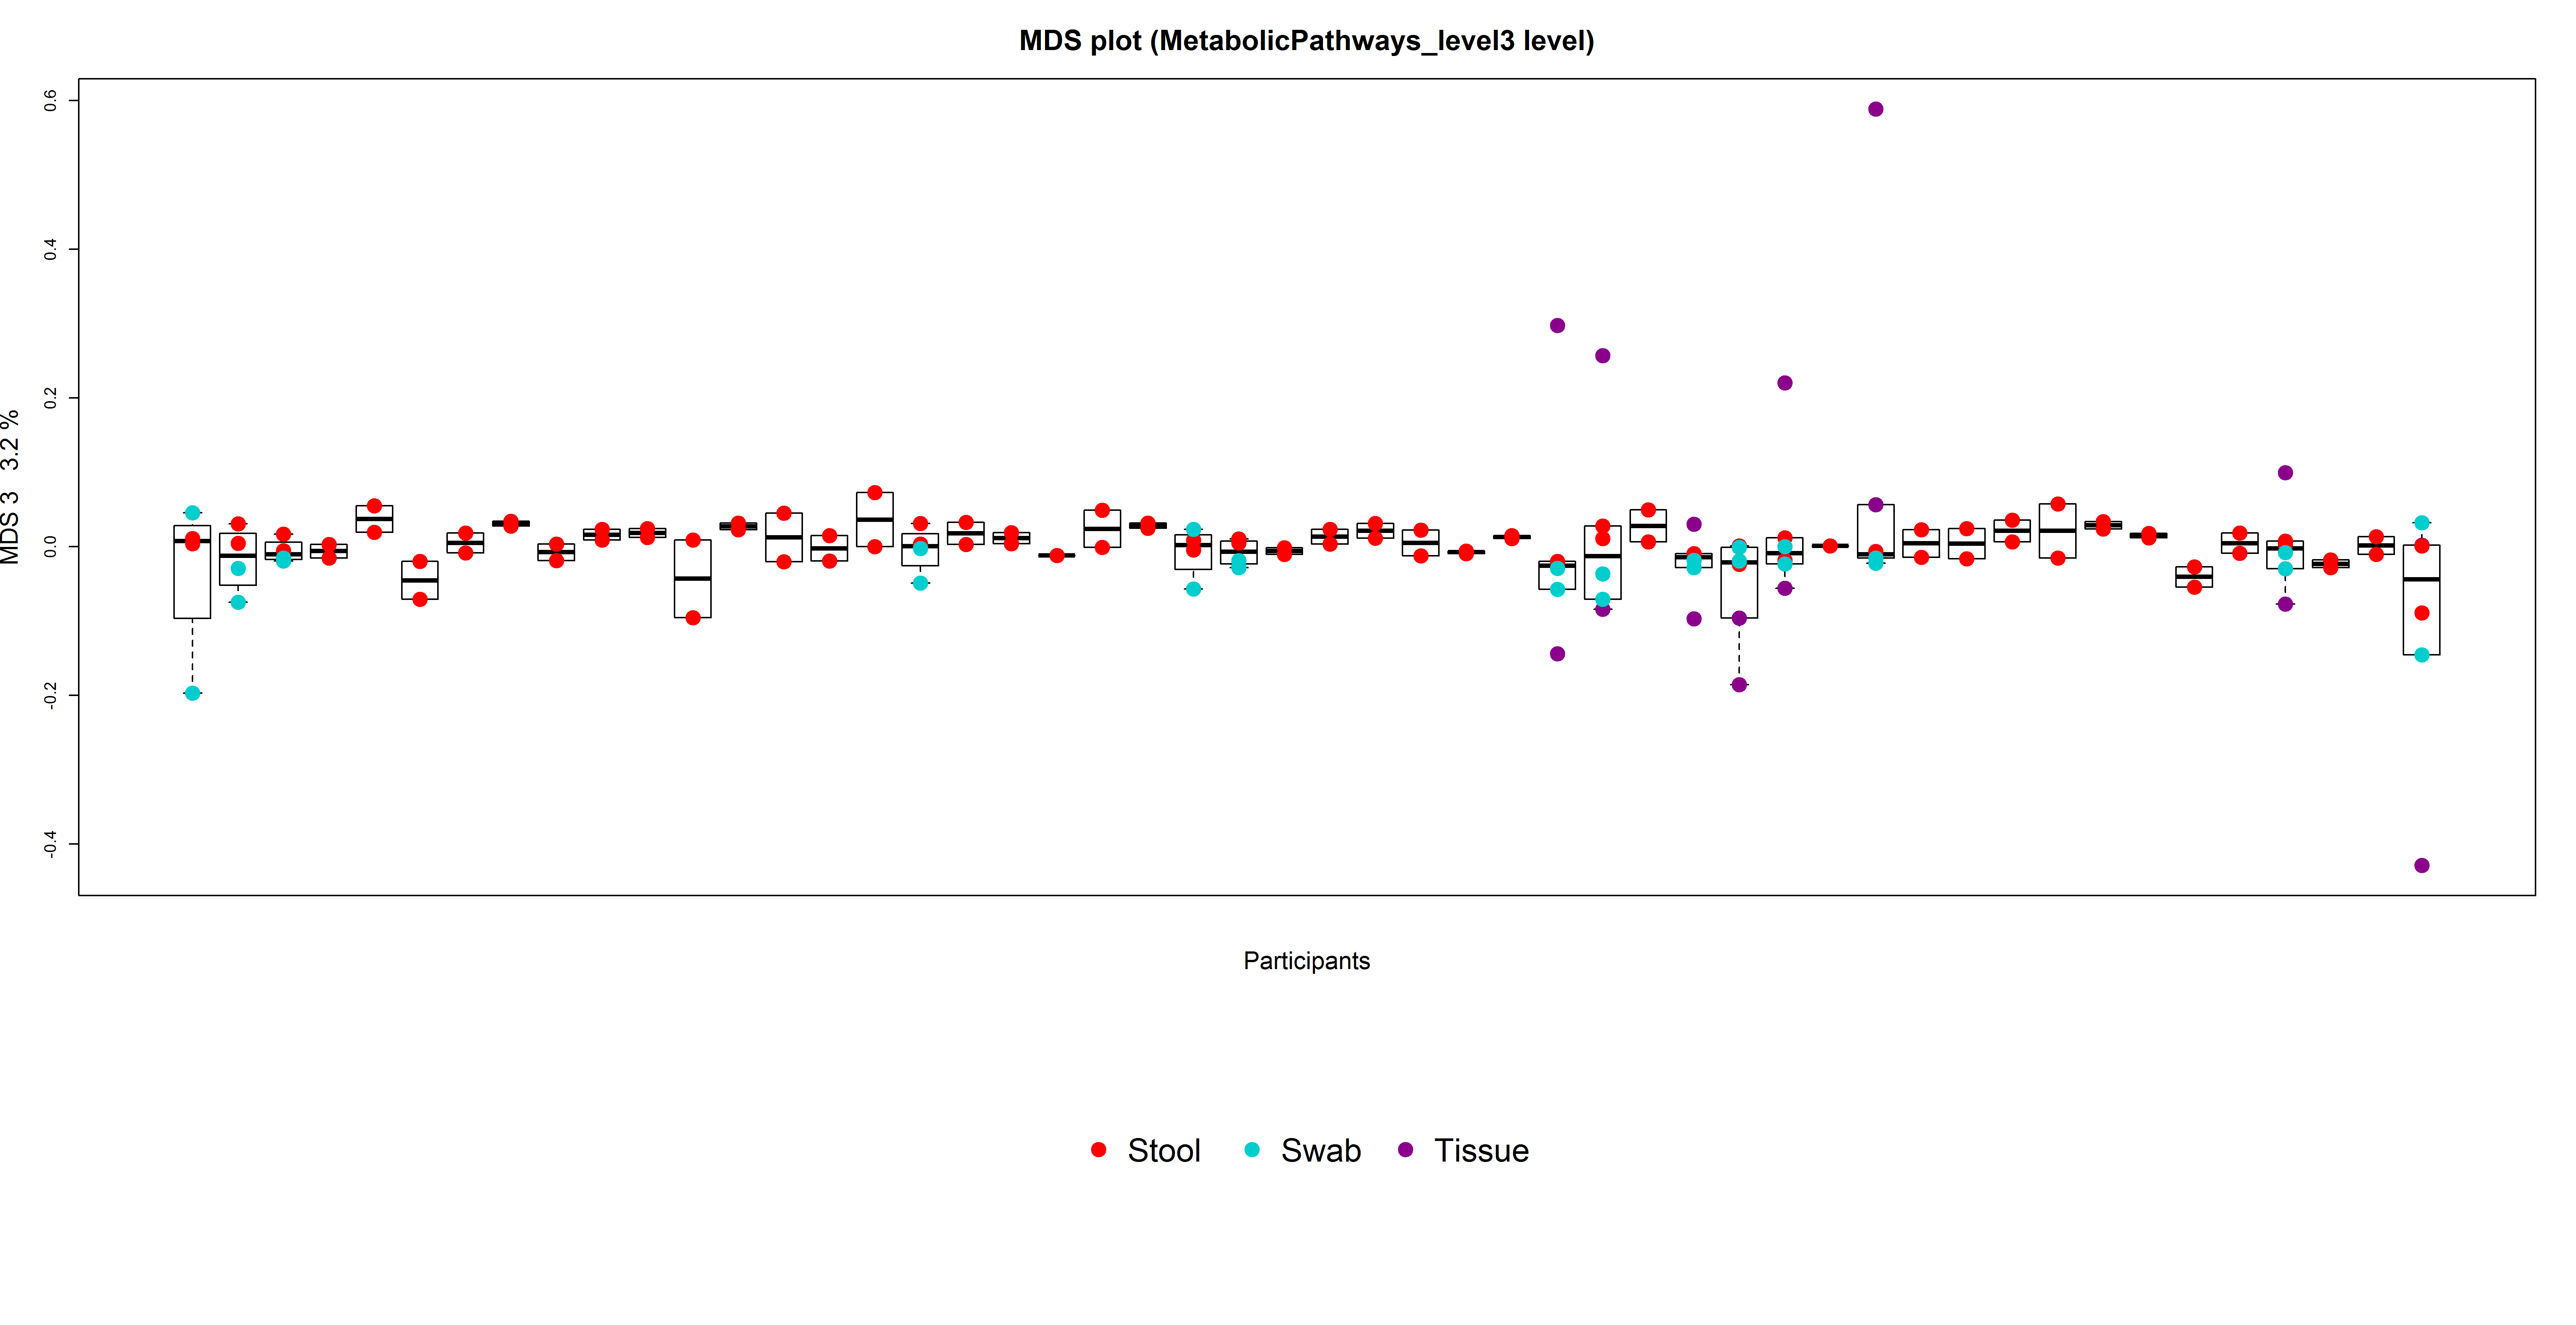 MDS plot (MetabolicPathways_level3 level)
0.6
0.4
0.2
0.0
-0.2
-0.4
MDS 3 3.2 %
Participants
Stool Swab Tissue